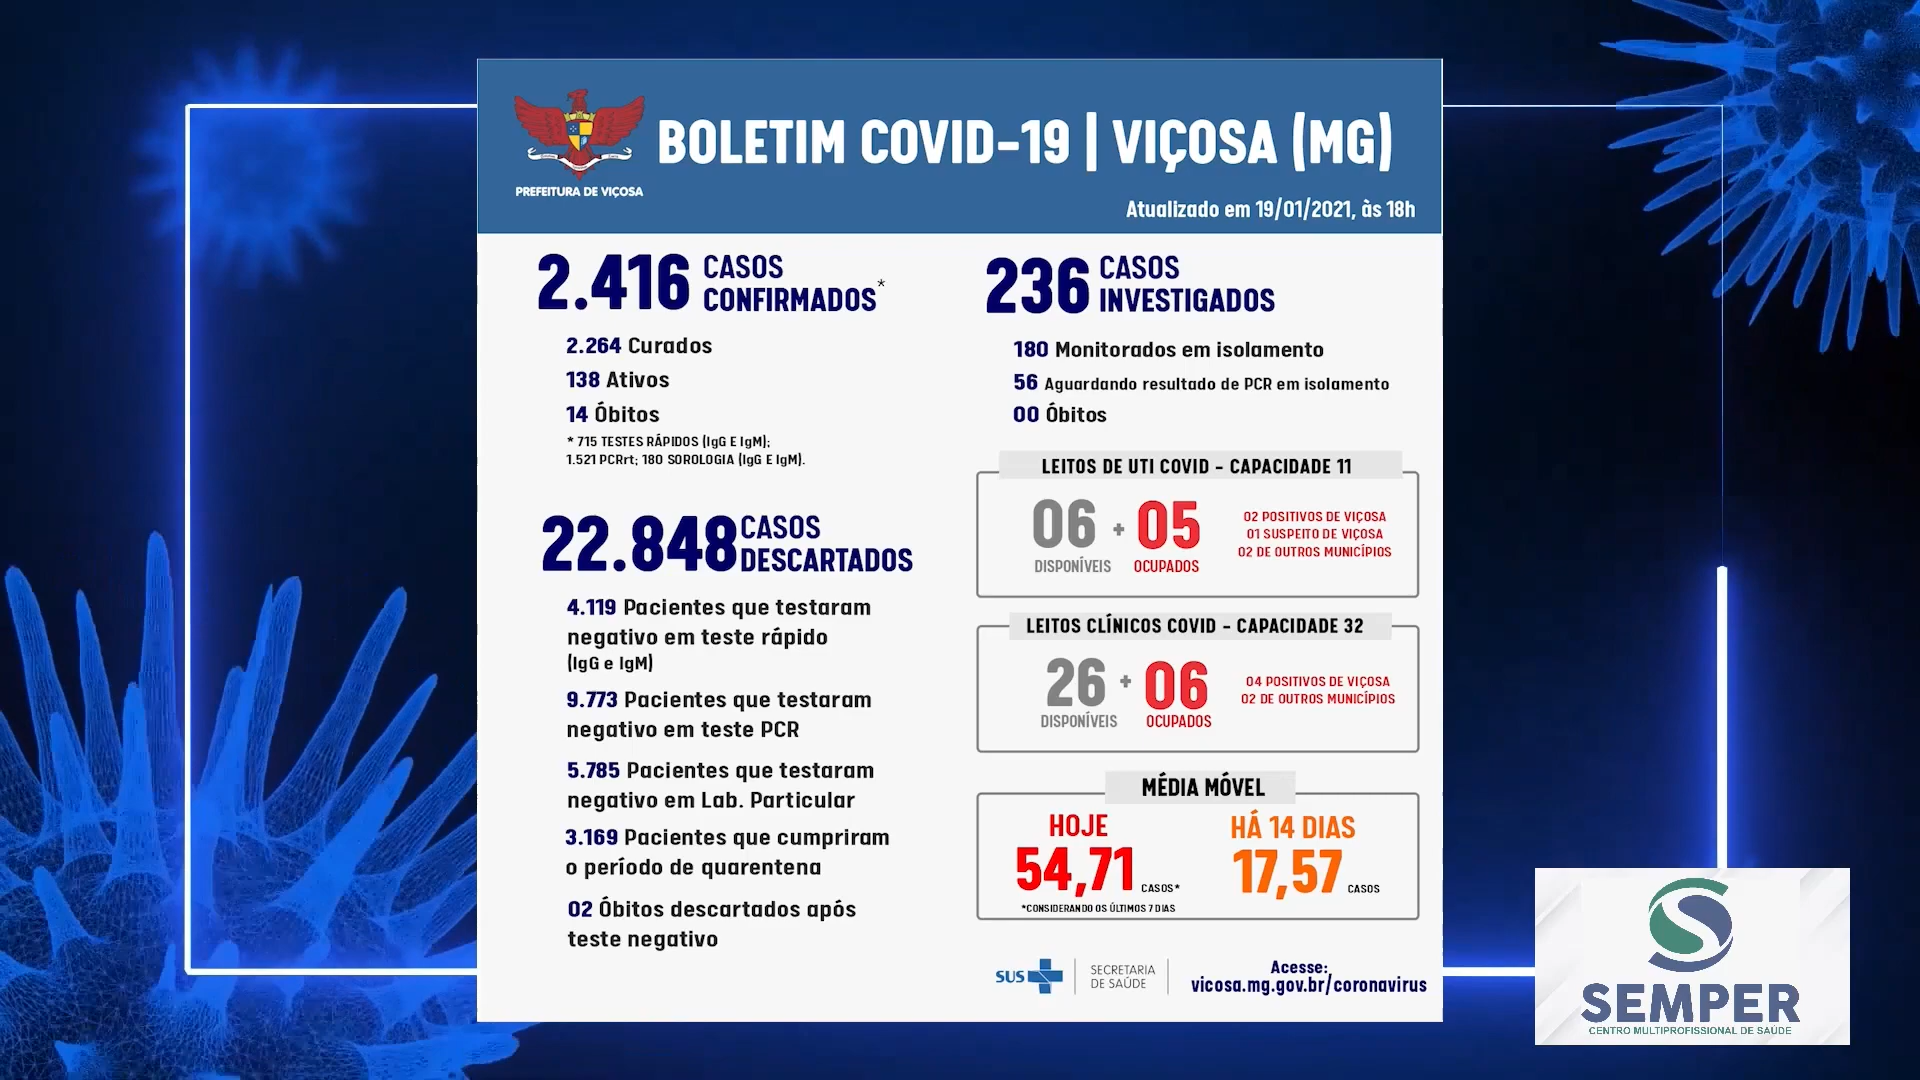 PREFEITURA DE VIÇOSA
BOLETIM COVID-19 | VIÇOSA (MG)
Atualizado em 19/01/2021, às 18h
2.416 CASOS CONFIRMADOS*
2.264 Curados
138 Ativos
14 Óbitos
* 715 TESTES RÁPIDOS (IgG E IgM);
1.521 PCRrt; 180 SOROLOGIA (IgG E IgM).
22.848 CASOS DESCARTADOS
4.119 Pacientes que testaram
negativo em teste rápido
(IgG e IgM)
9.773 Pacientes que testaram
negativo em teste PCR
5.785 Pacientes que testaram
negativo em Lab. Particular
3.169 Pacientes que cumpriram
o período de quarentena
02 Óbitos descartados após
teste negativo
236 CASOS INVESTIGADOS
180 Monitorados em isolamento
56 Aguardando resultado de PCR em isolamento
00 Óbitos
LEITOS DE UTI COVID - CAPACIDADE 11
06 + 05
DISPONÍVEIS OCUPADOS
02 POSITIVOS DE VIÇOSA
01 SUSPEITO DE VIÇOSA
02 DE OUTROS MUNICÍPIOS
LEITOS CLÍNICOS COVID - CAPACIDADE 32
26 + 06
DISPONÍVEIS OCUPADOS
04 POSITIVOS DE VIÇOSA
02 DE OUTROS MUNICÍPIOS
MÉDIA MÓVEL
HOJE
54,71 CASOS*
*CONSIDERANDO OS ÚLTIMOS 7 DIAS
HÁ 14 DIAS
17,57 CASOS
SUS
SECRETARIA
DE SAÚDE
Acesse:
vicosa.mg.gov.br/coronavirus
SEMPER
CENTRO MULTIPROFISSIONAL DE SAÚDE